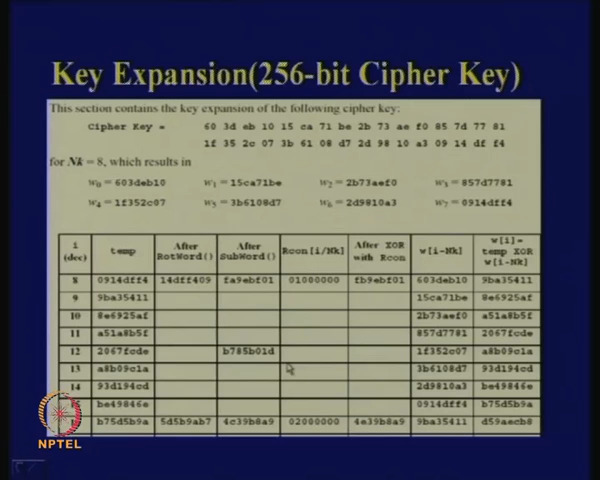 Key Expansion(256-bit Cipher Key)
This section contains the key expansion of the following cipher key:
Cipher Key = 60 3d eb 10 15 ca 71 be 2b 73 ae f0 85 7d 77 81
1f 35 2c 07 3b 61 08 d7 2d 98 10 a3 09 14 df f4
for Nk = 8, which results in
w0 = 603deb10 w1 = 15ca71be w2 = 2b73aef0 w3 = 857d7781
w4 = 1f352c07 w5 = 3b6108d7 w6 = 2d9810a3 w7 = 0914dff4
i (dec) temp After RotWord() After SubWord() Rcon[i/Nk] After XOR with Rcon w[i-Nk] w[i]= temp XOR w[i-Nk]
8 0914dff4 14dff409 fa9ebf01 01000000 fb9ebf01 603deb10 9ba35411
9 9ba35411 15ca71be 8e6925af
10 8e6925af 2b73aef0 a51a8b5f
11 a51a8b5f 857d7781 2067fcde
12 2067fcde b785b01d 1f352c07 a8b09c1a
13 a8b09c1a 3b6108d7 93d194cd
14 93d194cd 2d9810a3 be49846e
be49846e 0914dff4 b75d5b9a
b75d5b9a 5d5b9ab7 4c39b8a9 02000000 4e39b8a9 9ba35411 d59aecb8
NPTEL